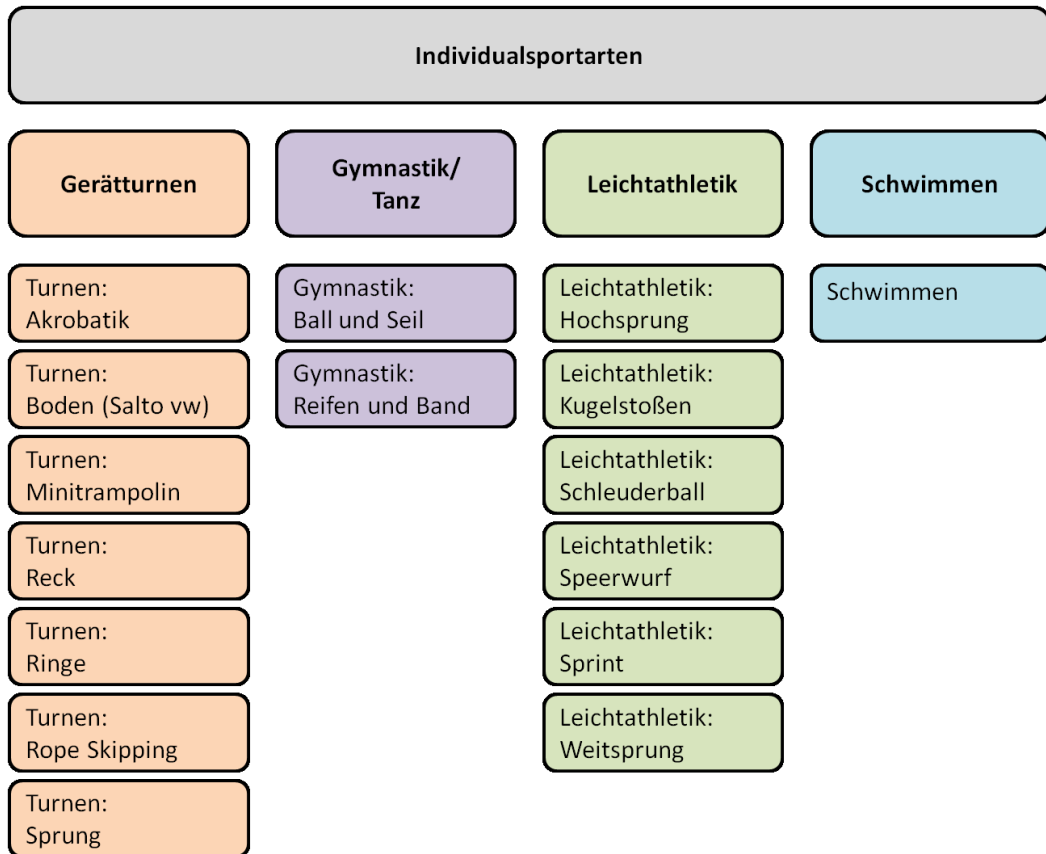 Individualsportarten
Gerätturnen
Gymnastik/
Tanz
Leichtathletik
Schwimmen
Turnen:
Akrobatik
Turnen:
Boden (Salto vw)
Turnen:
Minitrampolin
Turnen:
Reck
Turnen:
Ringe
Turnen:
Rope Skipping
Turnen:
Sprung
Gymnastik:
Ball und Seil
Gymnastik:
Reifen und Band
Leichtathletik:
Hochsprung
Leichtathletik:
Kugelstoßen
Leichtathletik:
Schleuderball
Leichtathletik:
Speerwurf
Leichtathletik:
Sprint
Leichtathletik:
Weitsprung
Schwimmen